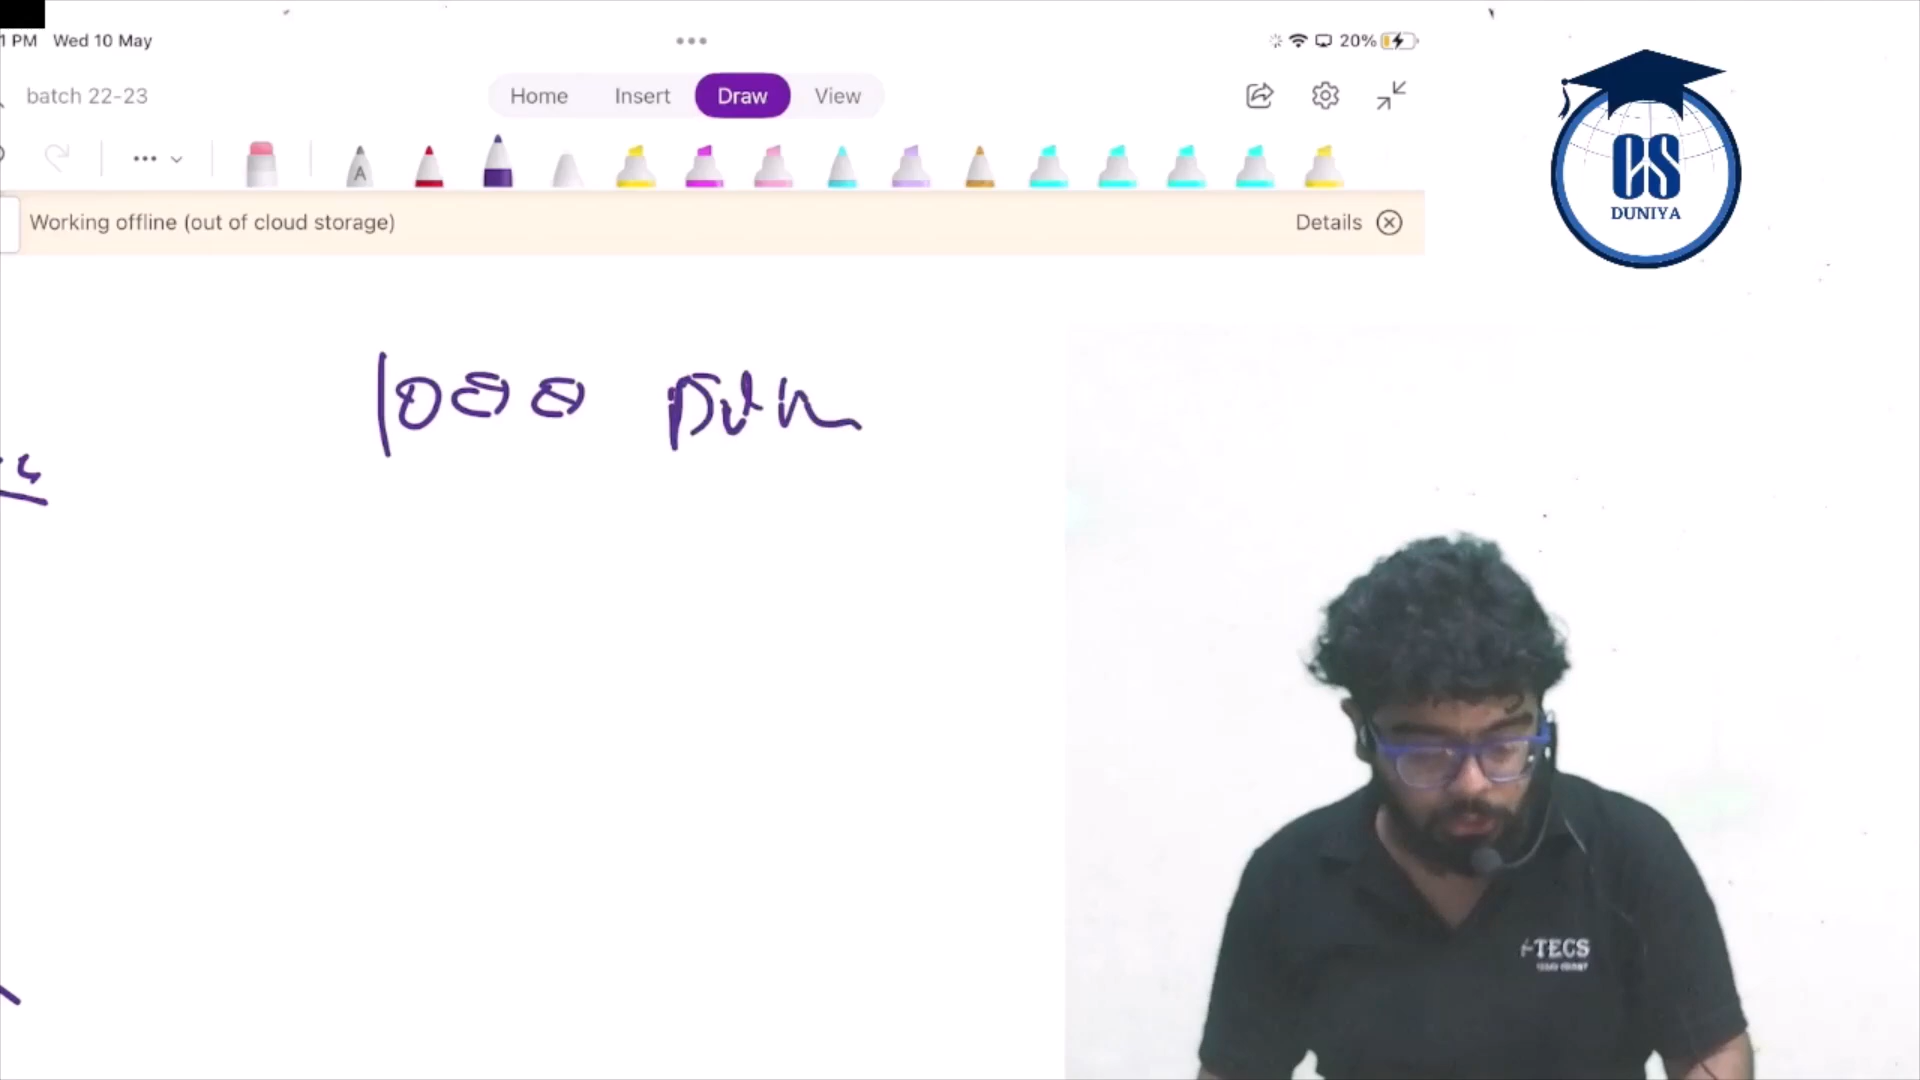 1 PM Wed 10 May
20%
batch 22-23
Home Insert Draw View
A
Working offline (out of cloud storage)
Details
CS
DUNIYA
1000
TECS